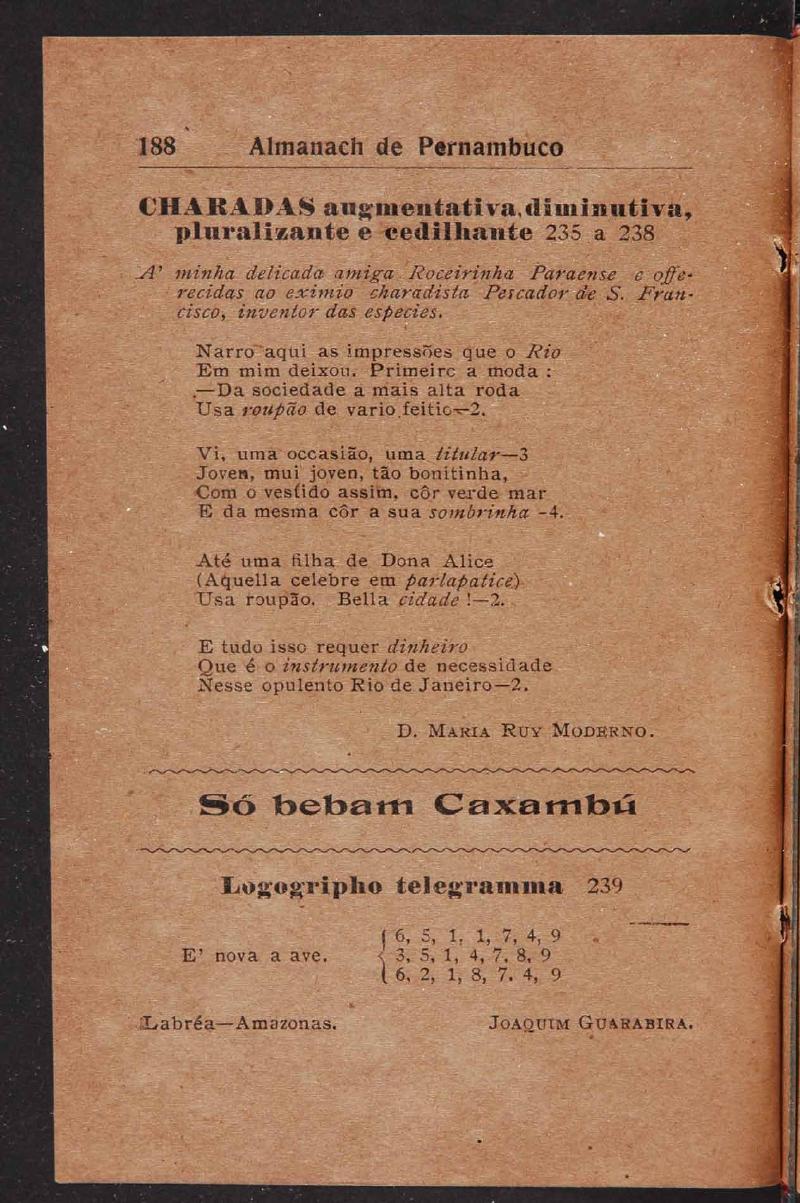 188 Almanach de Pernambuco
CHARADAS augmentativa, diminutiva,
pluralizante e cedilhante 235 a 238
A' minha delicada amiga Roceirinha Paraense e offe-
recidas ao eximio charadista Pescador de S. Fran-
cisco, inventor das especies.
Narro aqui as impressões que o Rio
Em mim deixou. Primeiro a moda :
—Da sociedade a mais alta roda
Usa roupão de vario feitio—2.
Vi, uma occasião, uma titular—3
Joven, mui joven, tão bonitinha,
Com o vestido assim, côr verde mar
E da mesma côr a sua sombrinha -4.
Até uma filha de Dona Alice
(Aquella celebre em parlapatice)
Usa roupão. Bella cidade !—2.
E tudo isso requer dinheiro
Que é o instrumento de necessidade
Nesse opulento Rio de Janeiro—2.
D. MARIA RUY MODERNO.
Só bebam Caxambú
Logogripho telegramma 239
6, 5, 1, 1, 7, 4, 9
E' nova a ave. { 3, 5, 1, 4, 7, 8, 9
6, 2, 1, 8, 7. 4, 9
Labréa—Amazonas. JOAQUIM GUARABIRA.